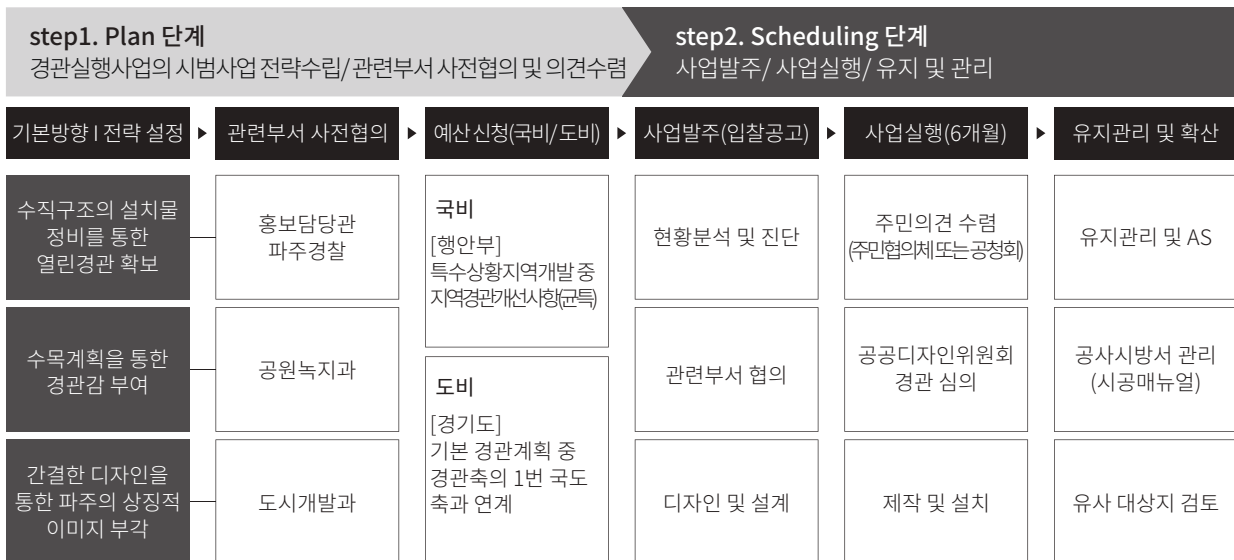 step1. Plan 단계
경관실행사업의 시범사업 전략수립/ 관련부서 사전협의 및 의견수렴
step2. Scheduling 단계
사업발주/ 사업실행/ 유지 및 관리
기본방향 I 전략 설정
관련부서 사전협의
예산 신청(국비/도비)
사업발주(입찰공고)
사업실행(6개월)
유지관리 및 확산
수직구조의 설치물
정비를 통한
열린경관 확보
홍보담당관
파주경찰
국비
[행안부]
특수상황지역개발 중
지역경관개선사항(균특)
현황분석 및 진단
주민의견 수렴
(주민협의체 또는 공청회)
유지관리 및 AS
수목계획을 통한
경관감 부여
공원녹지과
도비
[경기도]
기본 경관계획 중
경관축의 1번 국도
축과 연계
관련부서 협의
공공디자인위원회
경관 심의
공사시방서 관리
(시공매뉴얼)
간결한 디자인을
통한 파주의 상징적
이미지 부각
도시개발과
디자인 및 설계
제작 및 설치
유사 대상지 검토